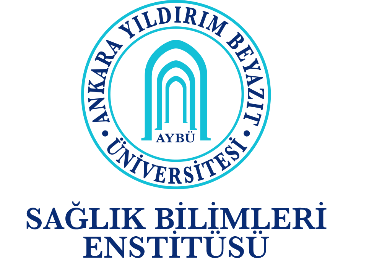 ANKARA YILDIRIM BEYAZIT
ÜNİVERSİTESİ
AYBÜ
SAĞLIK BİLİMLERİ
ENSTİTÜSÜ